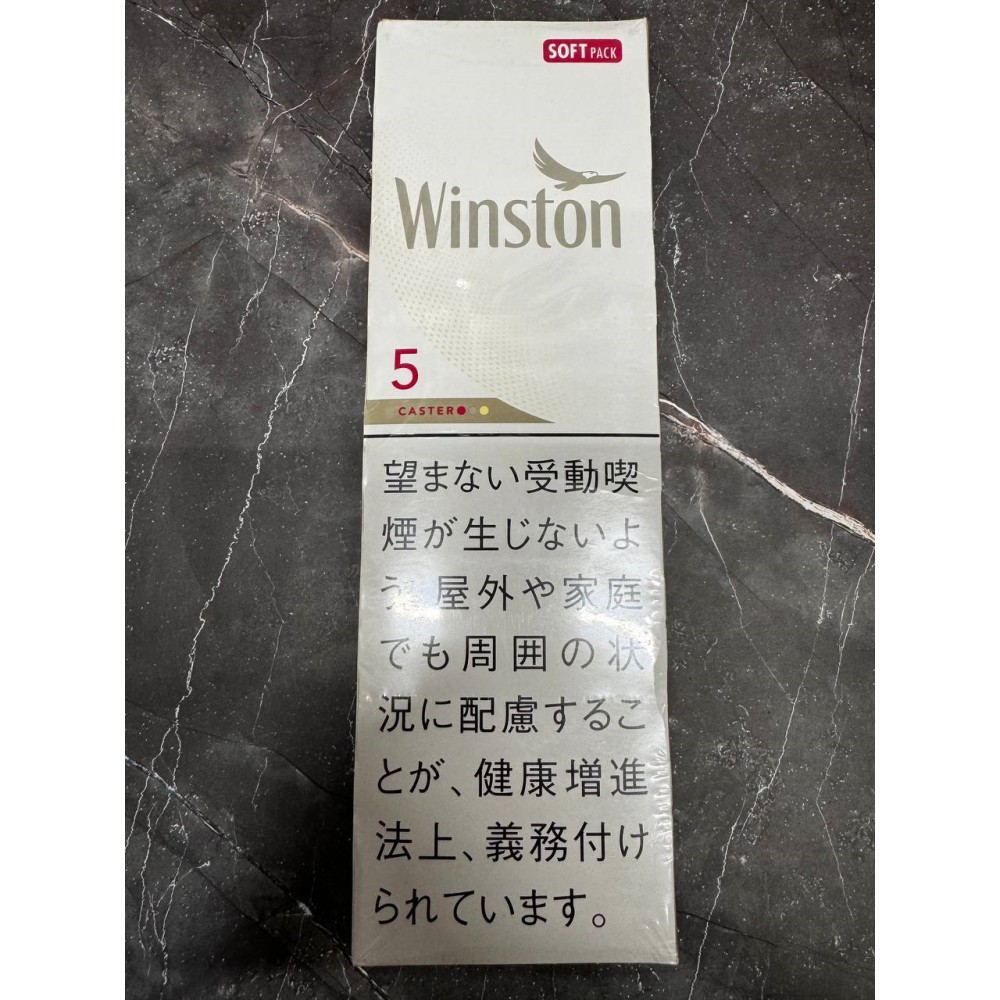 SOFT PACK
Winston
5
CASTER
望まない受動喫
煙が生じないよ
う、屋外や家庭
でも周囲の状
況に配慮するこ
とが、健康増進
法上、義務付け
られています。